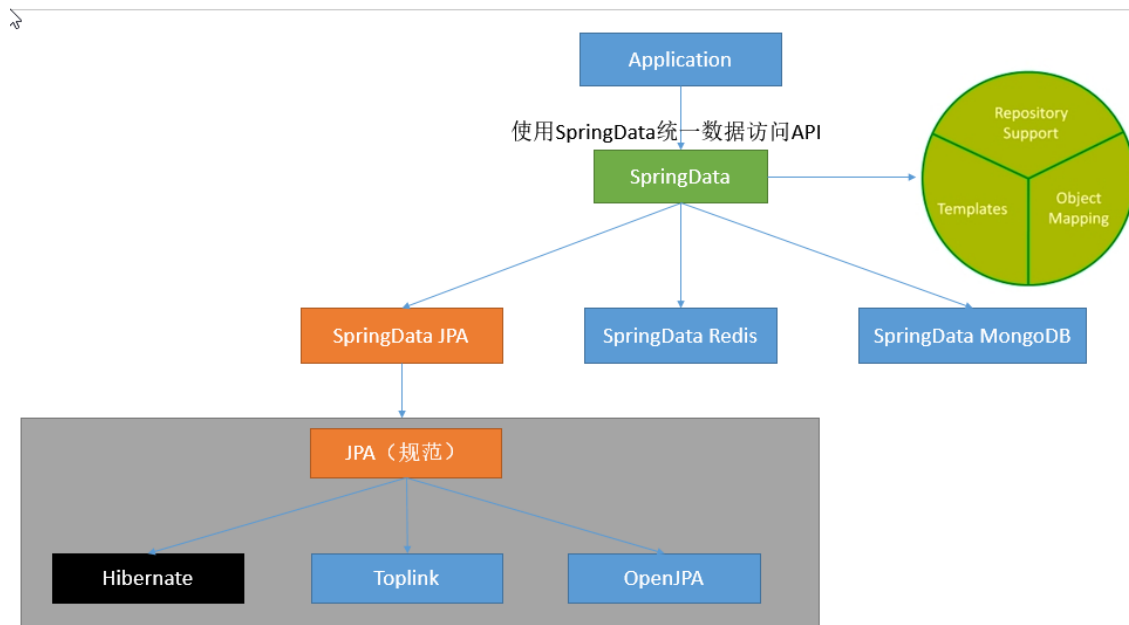 Application
使用SpringData统一数据访问API
SpringData
Repository
Support
Templates
Object
Mapping
SpringData JPA
SpringData Redis
SpringData MongoDB
JPA（规范）
Hibernate
Toplink
OpenJPA